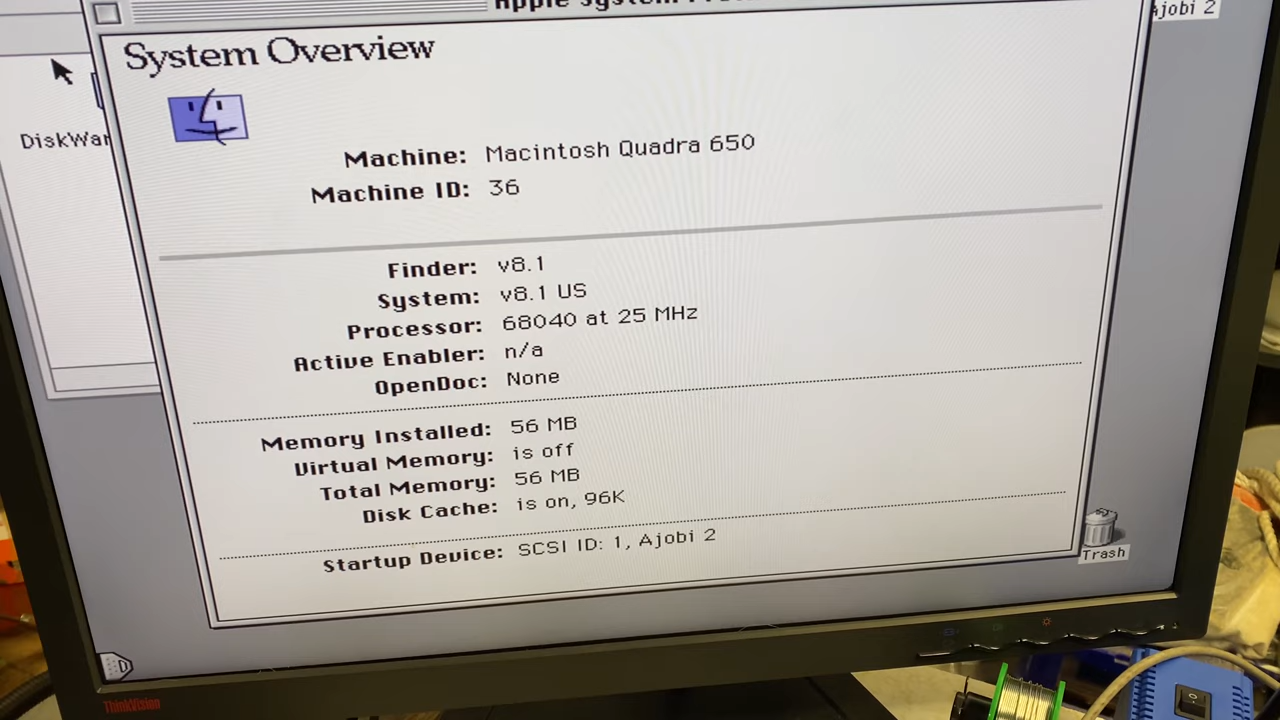 Apple System
Ajobi 2
System Overview
DiskWar
Machine: Macintosh Quadra 650
Machine ID: 36
Finder: v8.1
System: v8.1 US
Processor: 68040 at 25 MHz
Active Enabler: n/a
OpenDoc: None
Memory Installed: 56 MB
Virtual Memory: is off
Total Memory: 56 MB
Disk Cache: is on, 96K
Startup Device: SCSI ID: 1, Ajobi 2
Trash
ThinkVision